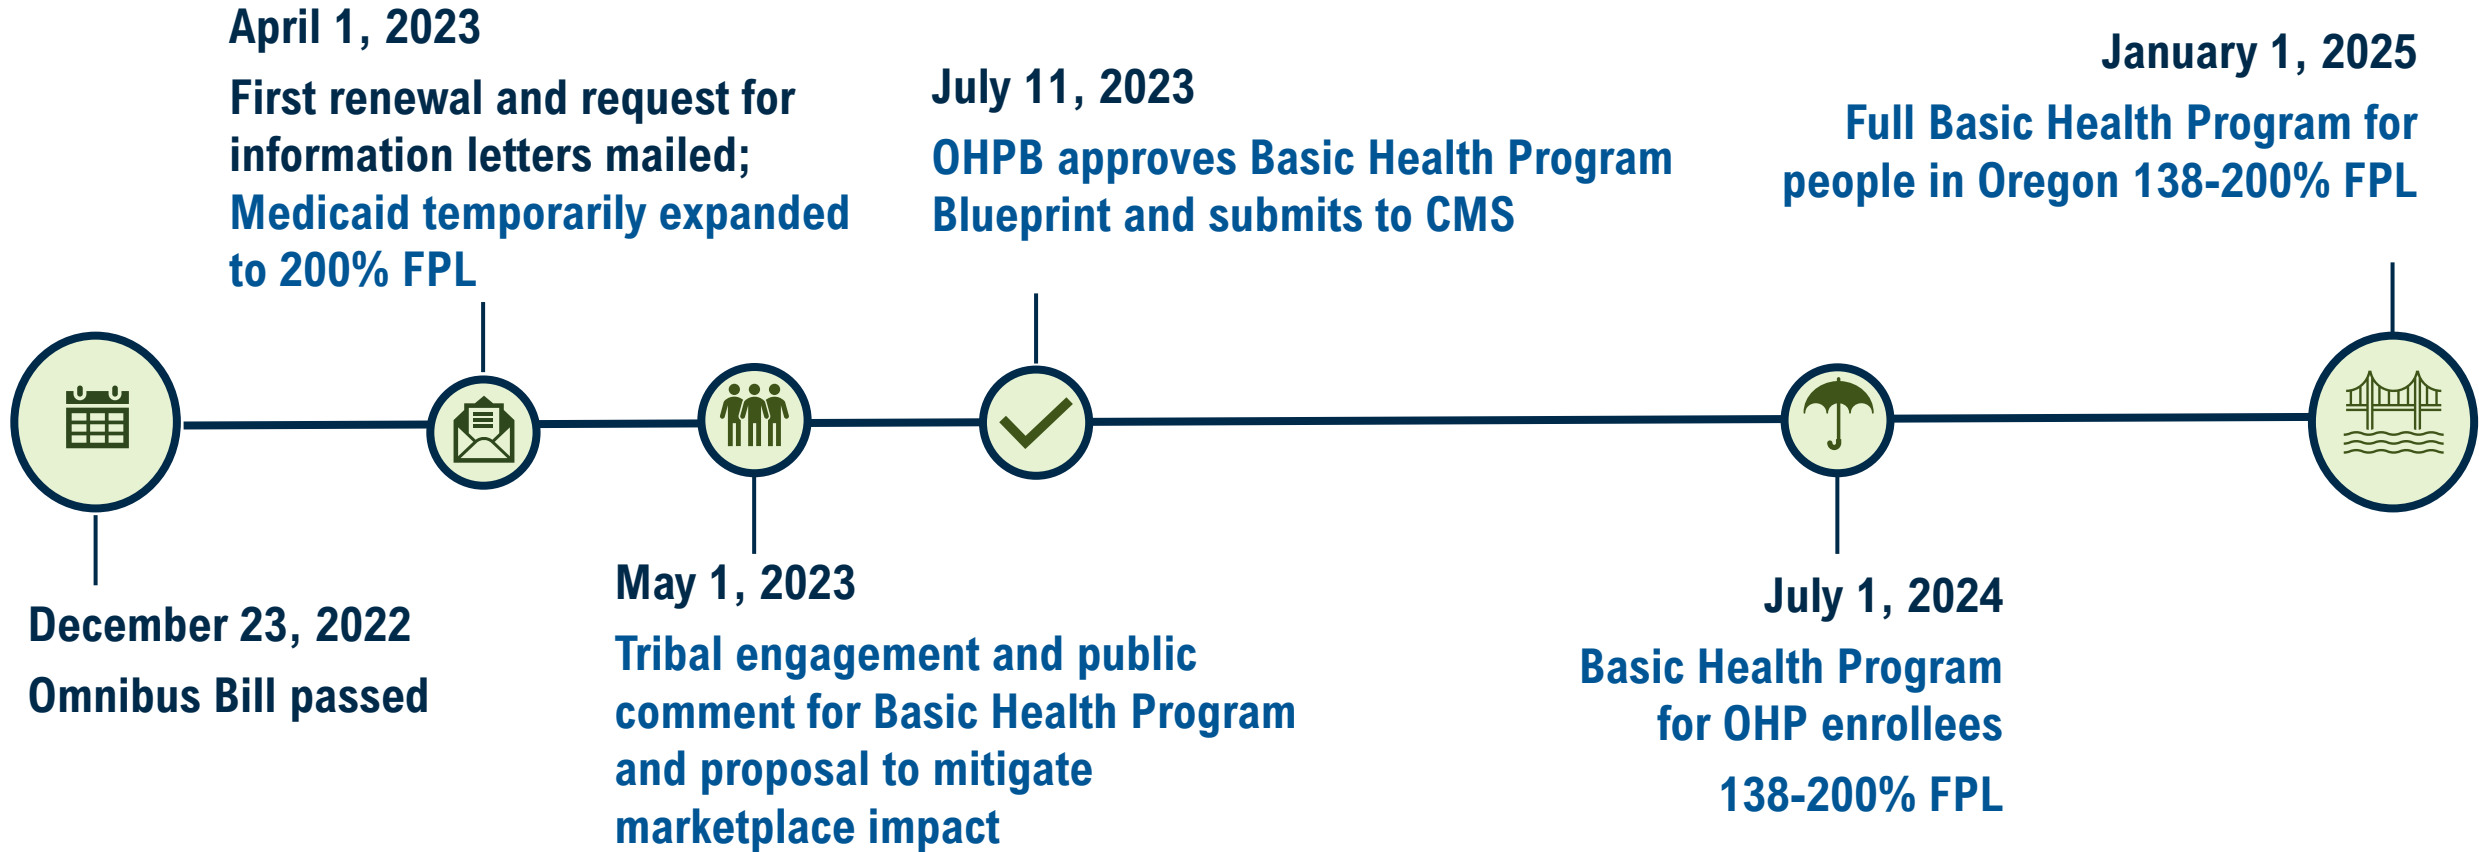 April 1, 2023
First renewal and request for
information letters mailed;
Medicaid temporarily expanded
to 200% FPL
July 11, 2023
OHPB approves Basic Health Program
Blueprint and submits to CMS
January 1, 2025
Full Basic Health Program for
people in Oregon 138-200% FPL
December 23, 2022
Omnibus Bill passed
May 1, 2023
Tribal engagement and public
comment for Basic Health Program
and proposal to mitigate
marketplace impact
July 1, 2024
Basic Health Program
for OHP enrollees
138-200% FPL